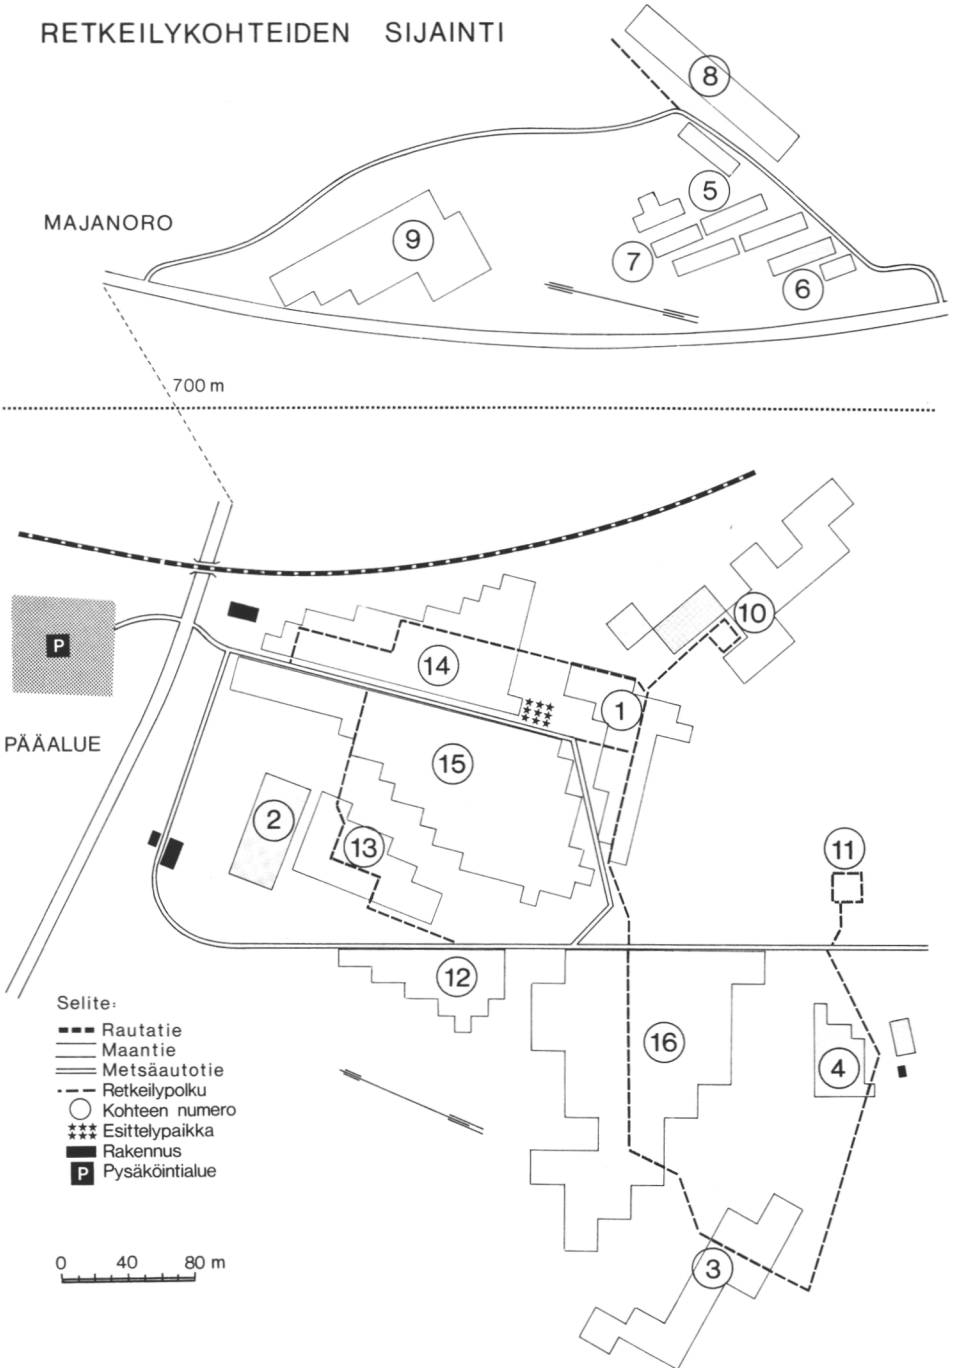 RETKEILYKOHTEIDEN SIJAINTI
8
5
MAJANORO
9
7
6
700 m
10
P
14
1
PÄÄALUE
15
2
13
11
12
16
4
Selite:
Rautatie
Maantie
Metsäautotie
Retkeilypolku
Kohteen numero
Esittelypaikka
Rakennus
P Pysäköintialue
0 40 80 m
3